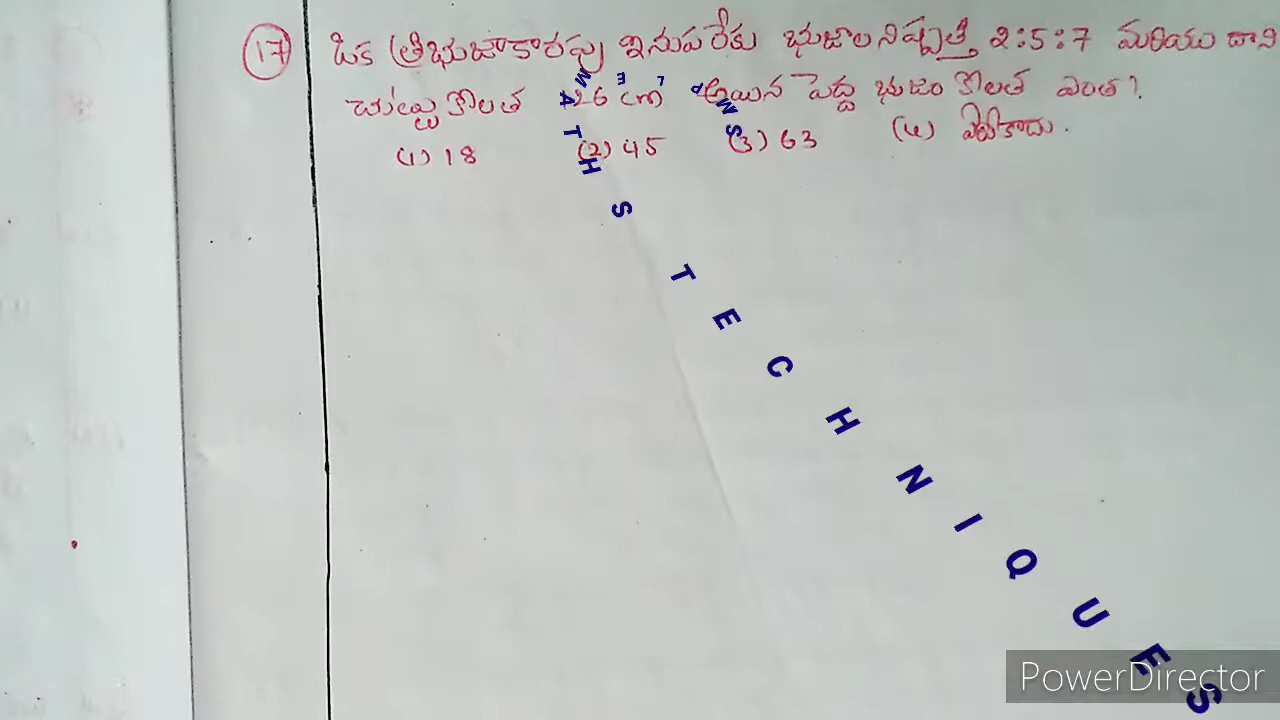 17 ఒక త్రిభుజాకారపు ఇనుప రేకు భుజాల నిష్పత్తి 2:5:7 మరియు దాని
చుట్టు కొలత 126 cm అయిన పెద్ద భుజం కొలత ఎంత?
(1) 18 (2) 45 (3) 63 (4) ఏదీకాదు.
MATHS TECHNIQUES
PowerDirector